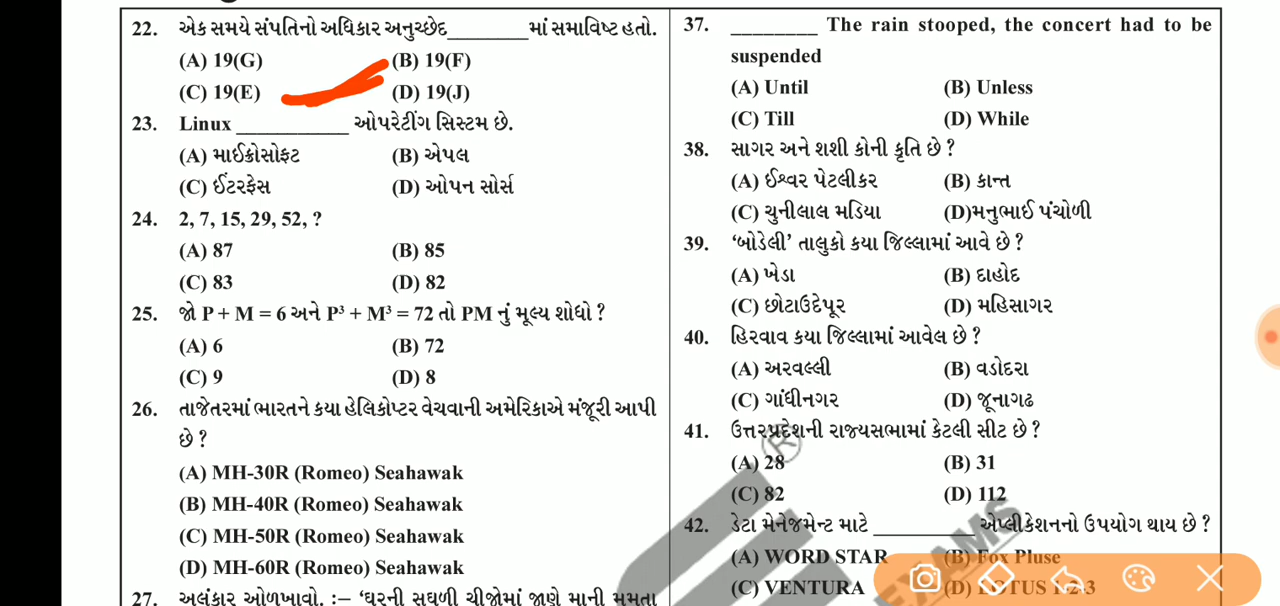 22. એક સમયે સંપતિનો અધિકાર અનુચ્છેદ________માં સમાવિષ્ટ હતો.
(A) 19(G) (B) 19(F)
(C) 19(E) (D) 19(J)
23. Linux ___________ ઓપરેટીંગ સિસ્ટમ છે.
(A) માઈક્રોસોફ્ટ (B) એપલ
(C) ઈંટરફેસ (D) ઓપન સોર્સ
24. 2, 7, 15, 29, 52, ?
(A) 87 (B) 85
(C) 83 (D) 82
25. જો P + M = 6 અને P³ + M³ = 72 તો PM નું મૂલ્ય શોધો ?
(A) 6 (B) 72
(C) 9 (D) 8
26. તાજેતરમાં ભારતને કયા હેલિકોપ્ટર વેચવાની અમેરિકાએ મંજૂરી આપી
છે ?
(A) MH-30R (Romeo) Seahawak
(B) MH-40R (Romeo) Seahawak
(C) MH-50R (Romeo) Seahawak
(D) MH-60R (Romeo) Seahawak
27. અલંકાર ઓળખાવો. :– ‘ઘરની સઘળી ચીજોમાં જાણે માની મમતા
37. ________ The rain stooped, the concert had to be
suspended
(A) Until (B) Unless
(C) Till (D) While
38. સાગર અને શશી કોની કૃતિ છે ?
(A) ઈશ્વર પેટલીકર (B) કાન્ત
(C) ચુનીલાલ મડિયા (D)મનુભાઈ પંચોળી
39. ‘બોડેલી’ તાલુકો કયા જિલ્લામાં આવે છે ?
(A) ખેડા (B) દાહોદ
(C) છોટાઉદેપૂર (D) મહિસાગર
40. હિરવાવ કયા જિલ્લામાં આવેલ છે ?
(A) અરવલ્લી (B) વડોદરા
(C) ગાંધીનગર (D) જૂનાગઢ
41. ઉત્તરપ્રદેશની રાજ્યસભામાં કેટલી સીટ છે ?
(A) 28 (B) 31
(C) 82 (D) 112
42. ડેટા મેનેજમેન્ટ માટે __________ એપ્લીકેશનનો ઉપયોગ થાય છે ?
(A) WORD STAR (B) Fox Pluse
(C) VENTURA (D) LOTUS 1-2-3
®
EXAMS